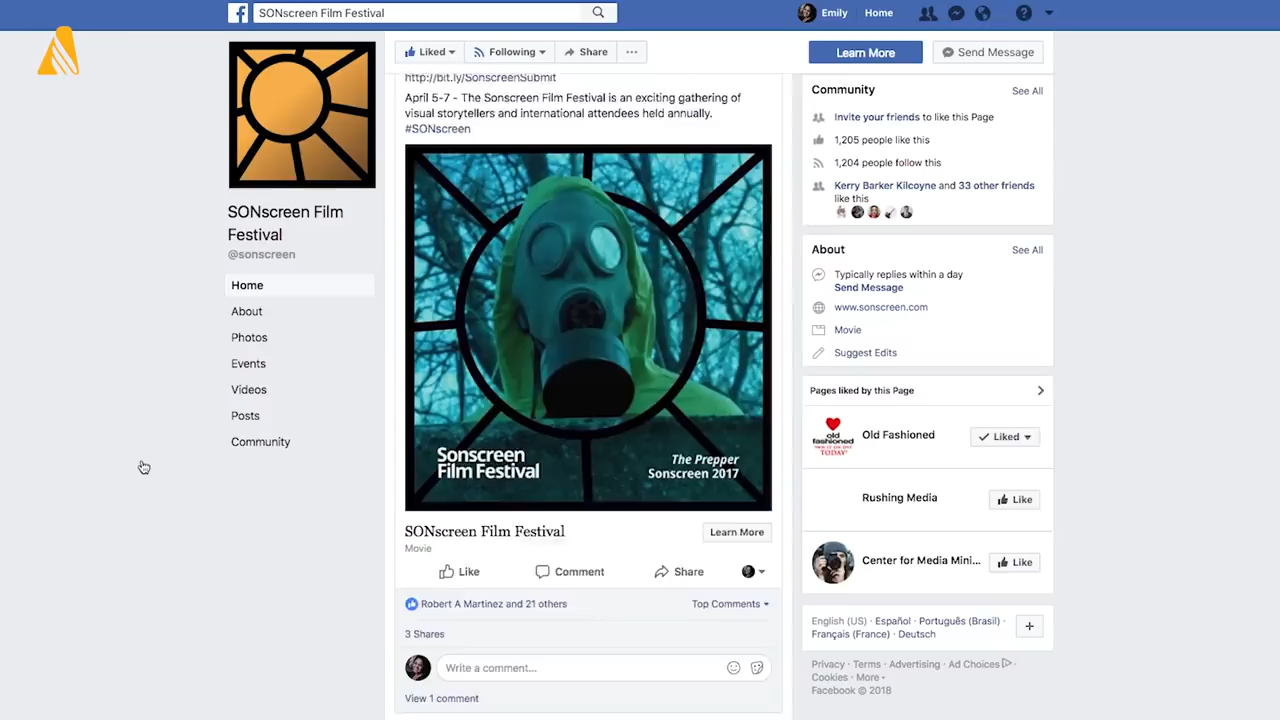 SONscreen Film Festival
Emily
Home
Liked
Following
Share
Learn More
Send Message
SONscreen Film
Festival
@sonscreen
Home
About
Photos
Events
Videos
Posts
Community
http://bit.ly/SonscreenSubmit
April 5-7 - The Sonscreen Film Festival is an exciting gathering of
visual storytellers and international attendees held annually.
#SONscreen
Sonscreen
Film Festival
The Prepper
Sonscreen 2017
SONscreen Film Festival
Learn More
Movie
Like
Comment
Share
Robert A Martinez and 21 others
Top Comments
3 Shares
Write a comment...
View 1 comment
Community
See All
Invite your friends to like this Page
1,205 people like this
1,204 people follow this
Kerry Barker Kilcoyne and 33 other friends
like this
About
See All
Typically replies within a day
Send Message
www.sonscreen.com
Movie
Suggest Edits
Pages liked by this Page
old
fashioned
TODAY!
Old Fashioned
Liked
Rushing Media
Like
Center for Media Mini...
Like
English (US) · Español · Português (Brasil) ·
Français (France) · Deutsch
Privacy · Terms · Advertising · Ad Choices ·
Cookies · More
Facebook © 2018